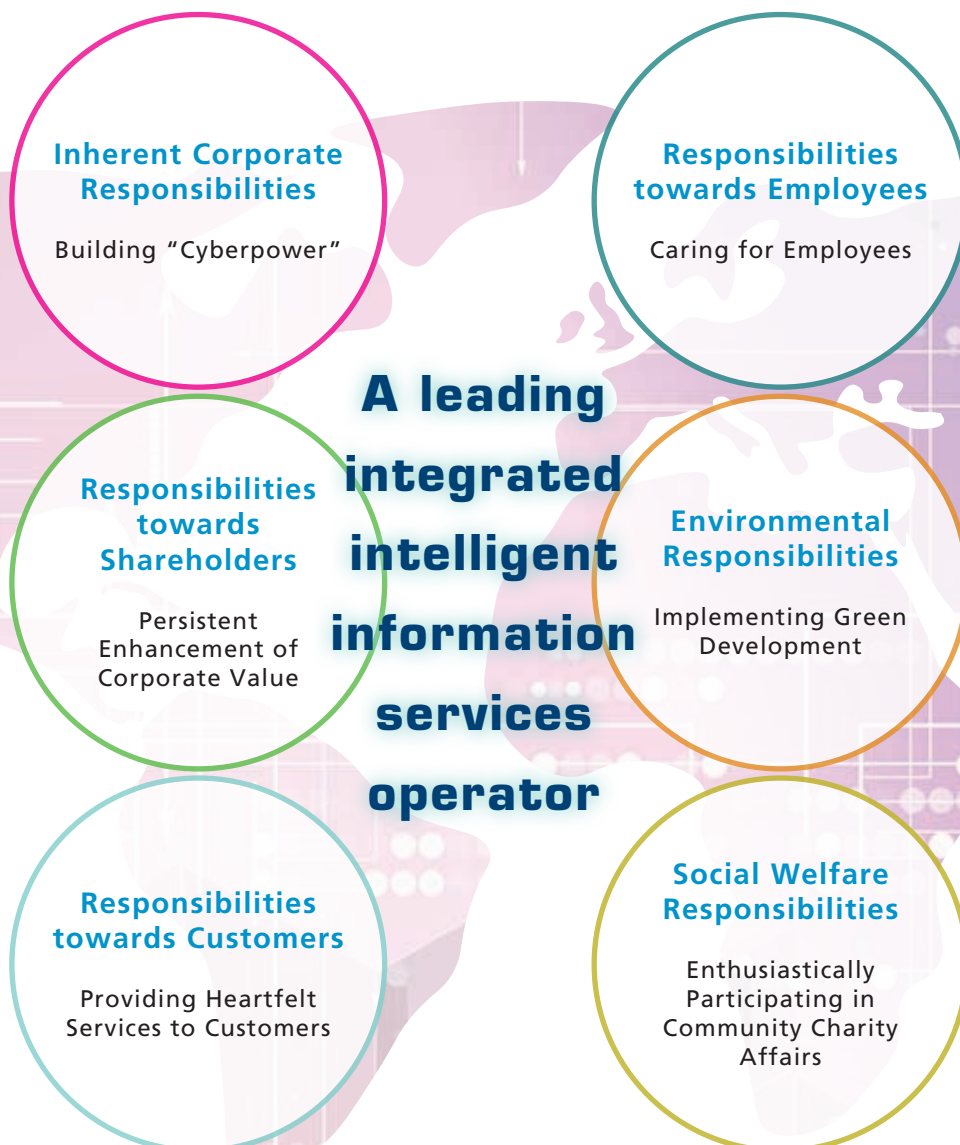 Inherent Corporate
Responsibilities
Building “Cyberpower”
Responsibilities
towards Employees
Caring for Employees
A leading
integrated
intelligent
information
services
operator
Responsibilities
towards
Shareholders
Persistent
Enhancement of
Corporate Value
Environmental
Responsibilities
Implementing Green
Development
Responsibilities
towards Customers
Providing Heartfelt
Services to Customers
Social Welfare
Responsibilities
Enthusiastically
Participating in
Community Charity
Affairs